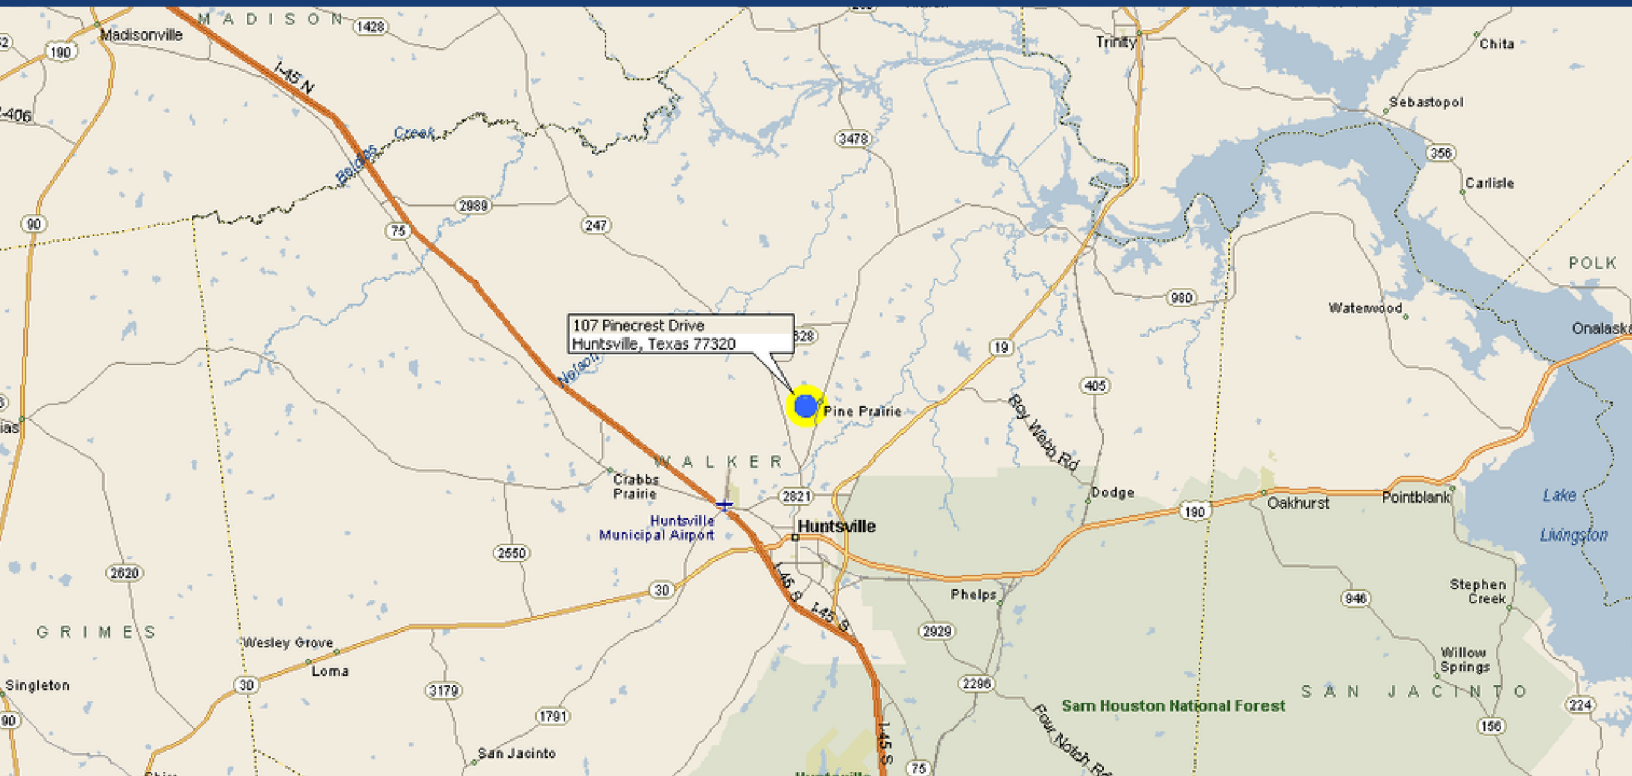 MADISON
1428
Madisonville
190
I-45 N
Trinity
Chita
Sebastopol
Creek
Bedias
3478
356
Carlisle
2989
90
75
247
POLK
980
Waterwood
Onalaska
107 Pinecrest Drive
Huntsville, Texas 77320
628
Nelson
19
405
Pine Prairie
Roy Webb Rd
WALKER
Crabbs
Prairie
2821
Dodge
Oakhurst
Pointblank
Lake
Livingston
190
Huntsville
Municipal Airport
Huntsville
2550
2620
30
I-45 S
I-45 S
Phelps
946
Stephen
Creek
GRIMES
Wesley Grove
Loma
2929
Willow
Springs
Singleton
30
3179
2296
SAN JACINTO
Sam Houston National Forest
224
90
1791
156
Four Notch Rd
I-45 S
San Jacinto
75
Huntsville